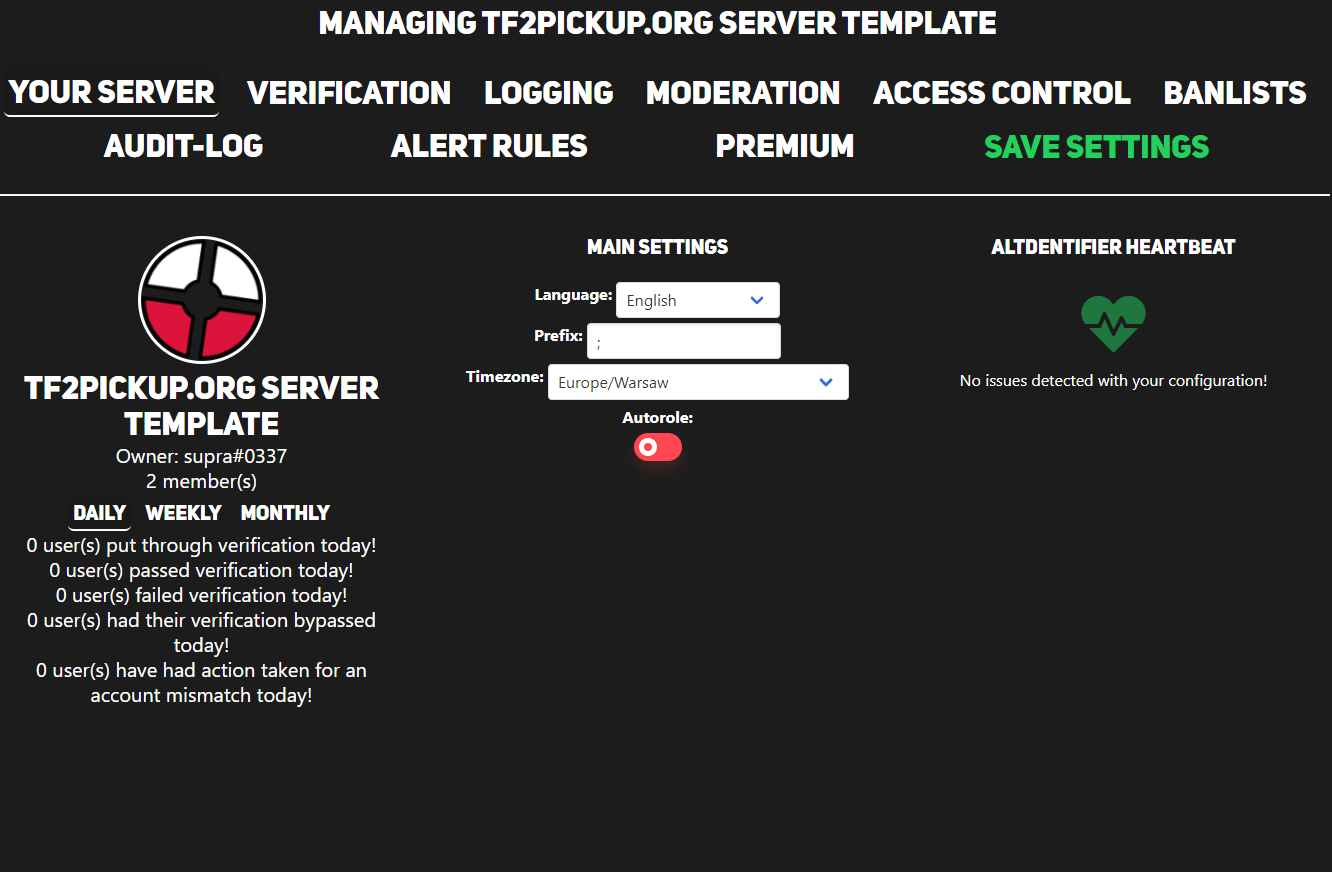 MANAGING TF2PICKUP.ORG SERVER TEMPLATE
YOUR SERVER VERIFICATION LOGGING MODERATION ACCESS CONTROL BANLISTS
AUDIT-LOG ALERT RULES PREMIUM SAVE SETTINGS
TF2PICKUP.ORG SERVER
TEMPLATE
Owner: supra#0337
2 member(s)
DAILY WEEKLY MONTHLY
0 user(s) put through verification today!
0 user(s) passed verification today!
0 user(s) failed verification today!
0 user(s) had their verification bypassed
today!
0 user(s) have had action taken for an
account mismatch today!
MAIN SETTINGS
Language: English
Prefix: ;
Timezone: Europe/Warsaw
Autorole:
ALTDENTIFIER HEARTBEAT
No issues detected with your configuration!